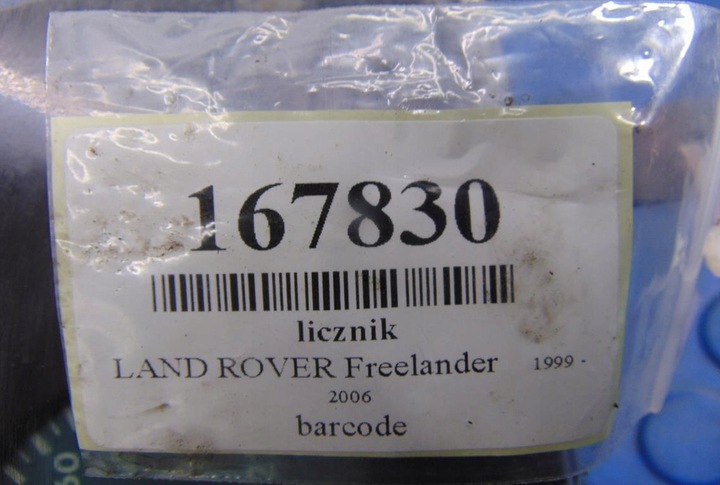 167830
licznik
LAND ROVER Freelander 1999 -
2006
barcode